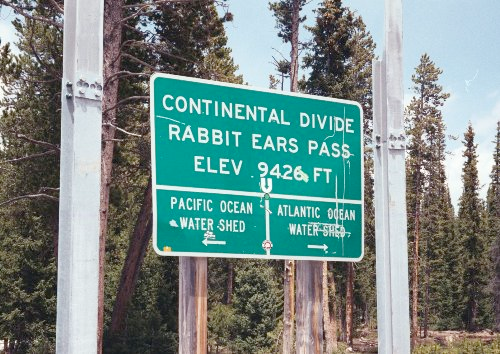 CONTINENTAL DIVIDE
RABBIT EARS PASS
ELEV 9426 FT
PACIFIC OCEAN
WATER SHED
ATLANTIC OCEAN
WATER SHED